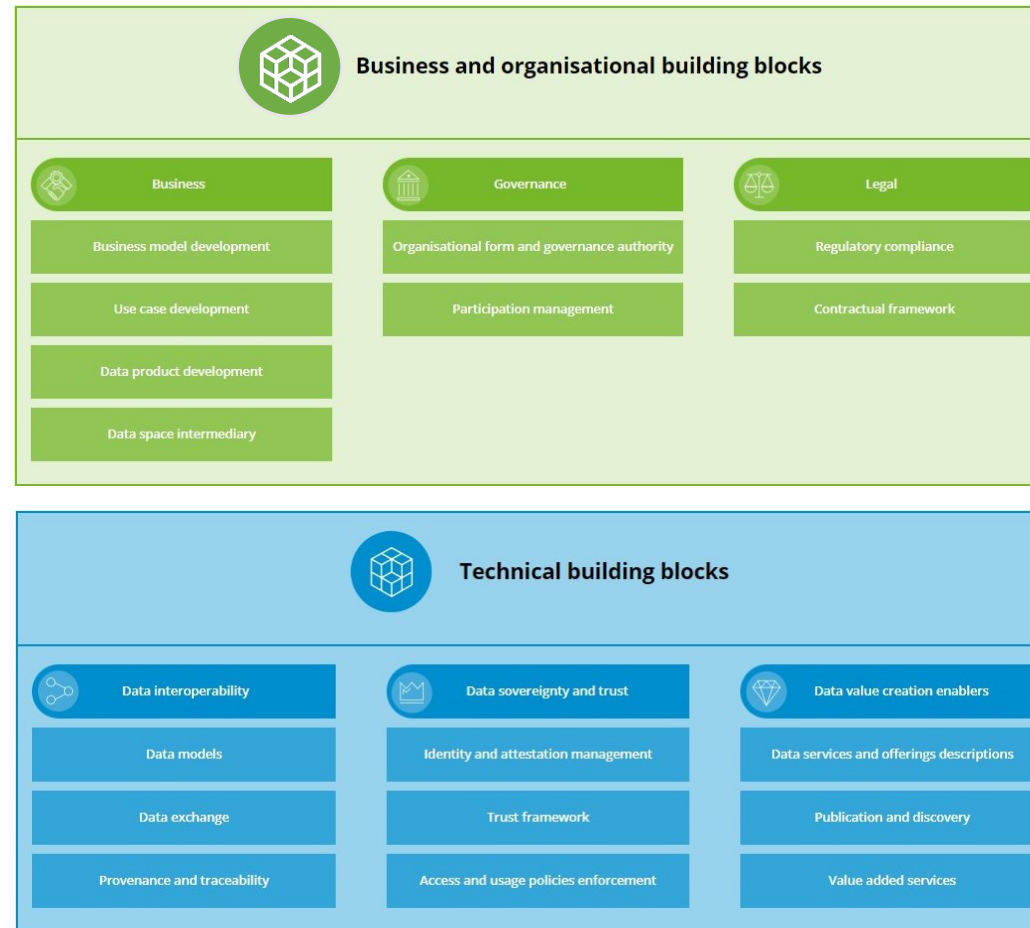 Business and organisational building blocks
Business
Business model development
Use case development
Data product development
Data space intermediary
Governance
Organisational form and governance authority
Participation management
Legal
Regulatory compliance
Contractual framework
Technical building blocks
Data interoperability
Data models
Data exchange
Provenance and traceability
Data sovereignty and trust
Identity and attestation management
Trust framework
Access and usage policies enforcement
Data value creation enablers
Data services and offerings descriptions
Publication and discovery
Value added services